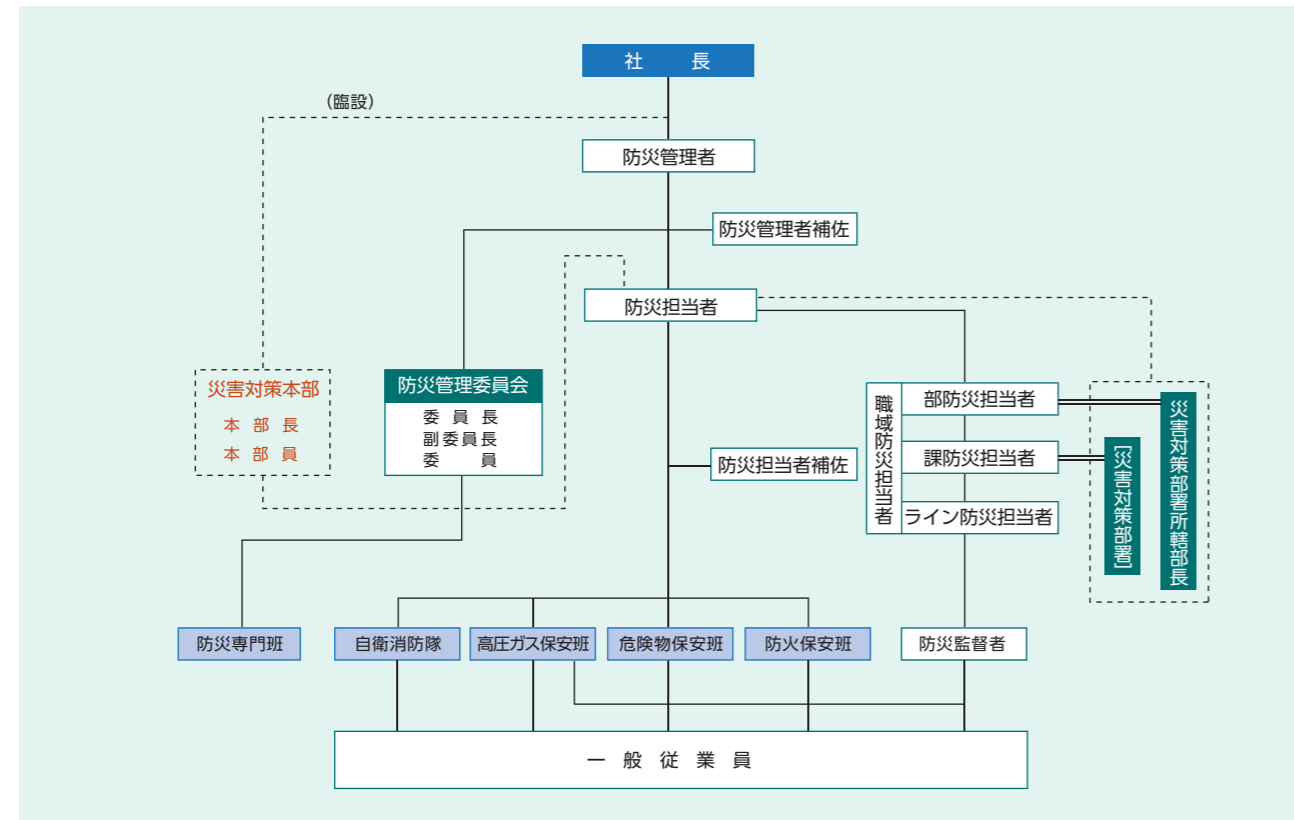 社 長
(臨設)
防災管理者
防災管理者補佐
防災担当者
災害対策本部
本 部 長
本 部 員
防災管理委員会
委 員 長
副委員長
委 員
防災担当者補佐
職域防災担当者
部防災担当者
課防災担当者
ライン防災担当者
災害対策部署所轄部長
[災害対策部署]
防災専門班
自衛消防隊
高圧ガス保安班
危険物保安班
防火保安班
防災監督者
一 般 従 業 員